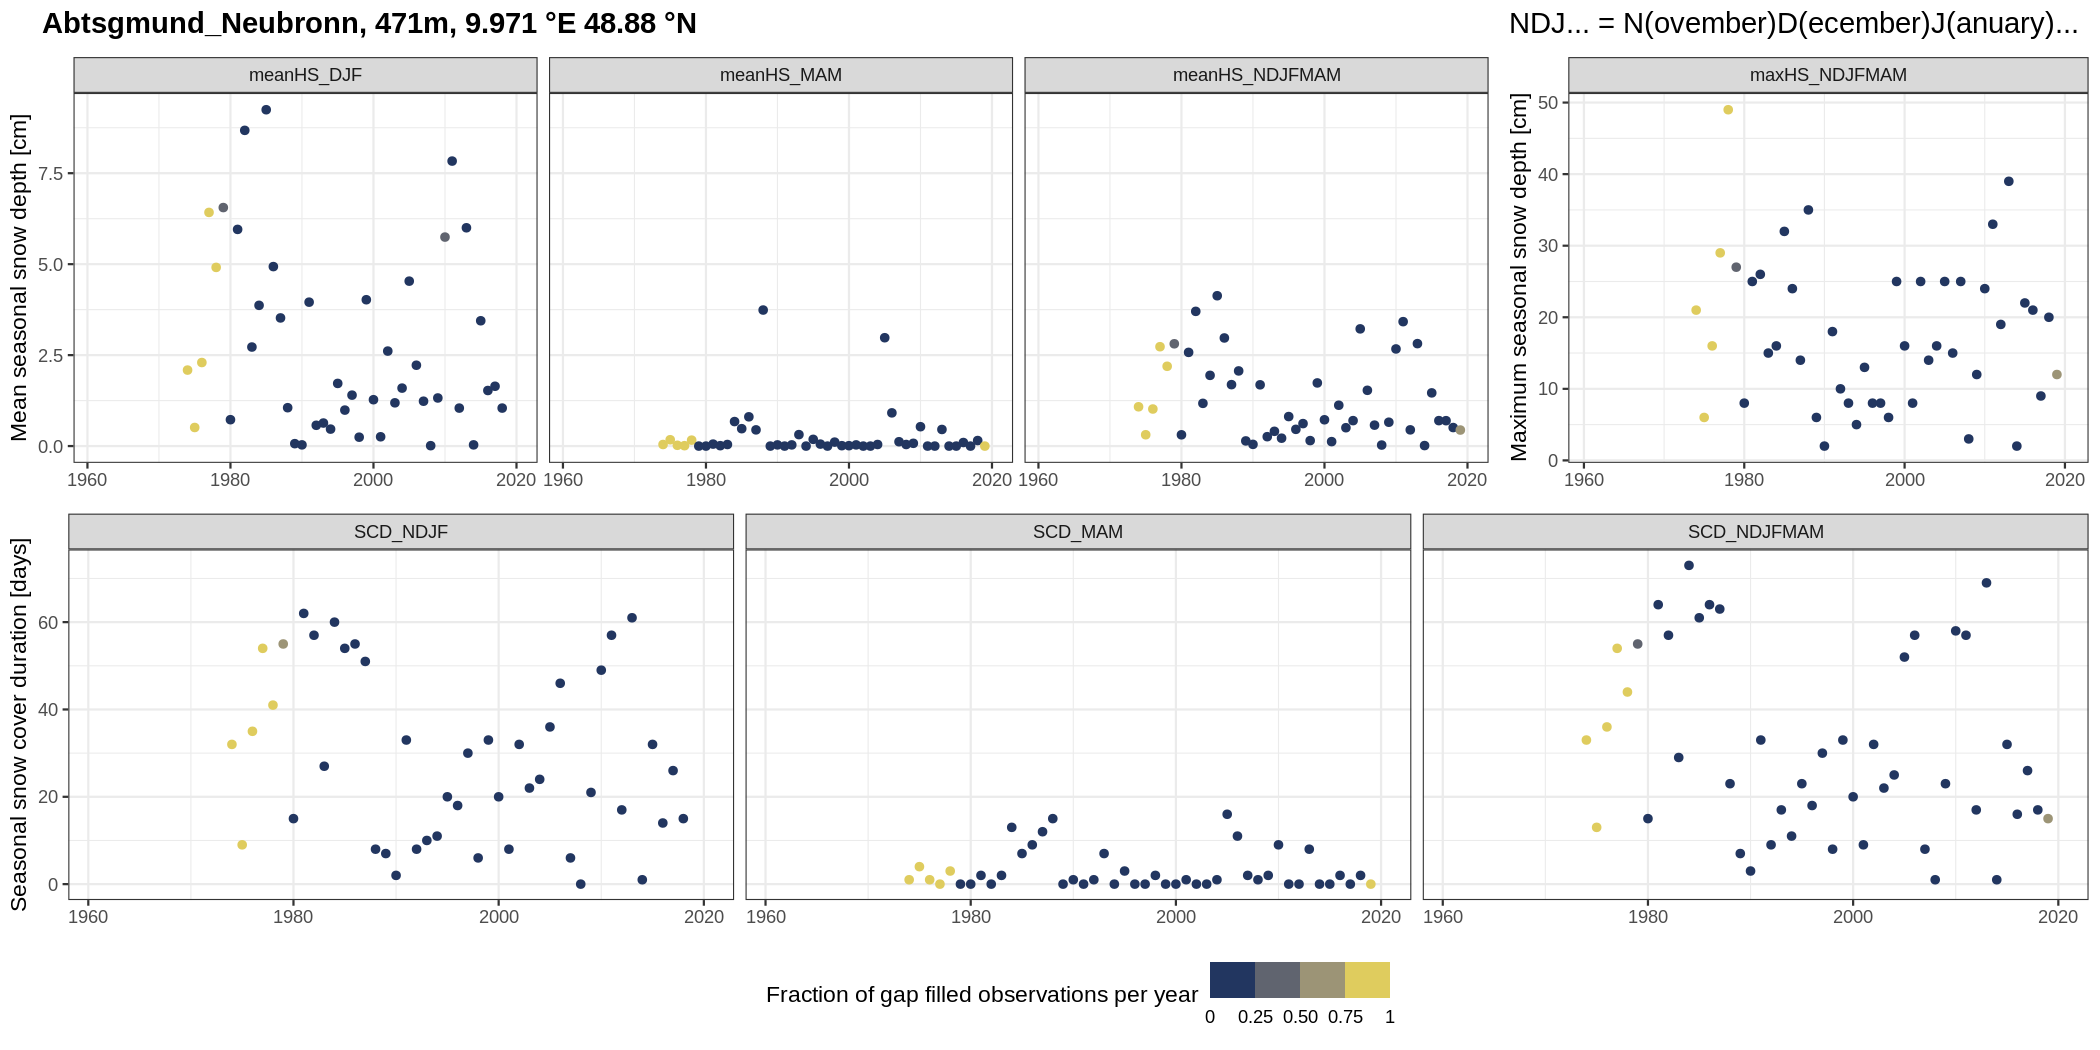 Abtsgmund_Neubronn, 471m, 9.971 °E 48.88 °N
NDJ... = N(ovember)D(ecember)J(anuary)...
meanHS_DJF
meanHS_MAM
meanHS_NDJFMAM
maxHS_NDJFMAM
Mean seasonal snow depth [cm]
7.5
5.0
2.5
0.0
1960 1980 2000 2020
1960 1980 2000 2020
1960 1980 2000 2020
Maximum seasonal snow depth [cm]
50
40
30
20
10
0
1960 1980 2000 2020
SCD_NDJF
SCD_MAM
SCD_NDJFMAM
Seasonal snow cover duration [days]
60
40
20
0
1960 1980 2000 2020
1960 1980 2000 2020
1960 1980 2000 2020
Fraction of gap filled observations per year
0 0.25 0.50 0.75 1